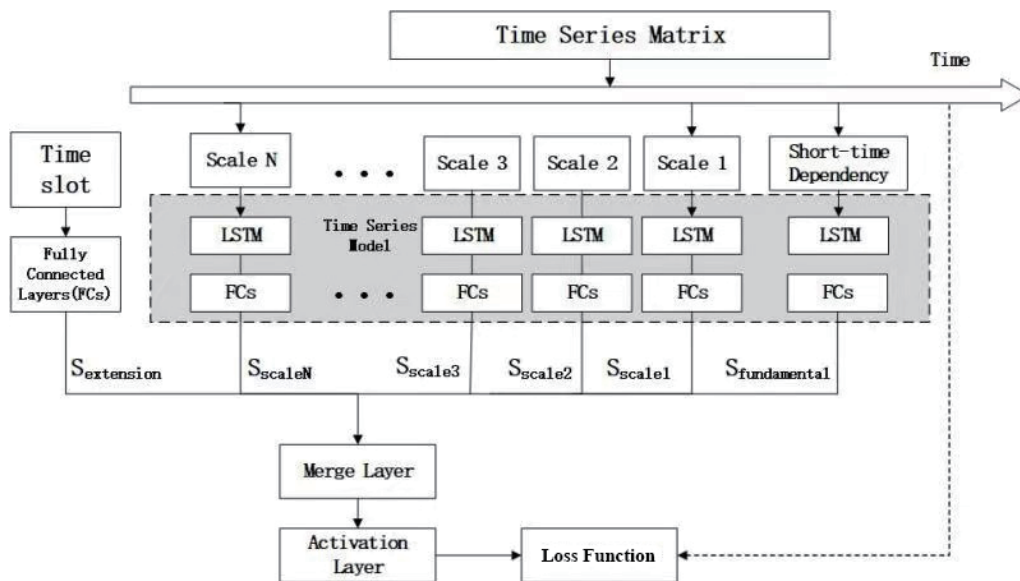 Time Series Matrix
Time
Time
slot
Scale N
• • •
Scale 3
Scale 2
Scale 1
Short-time
Dependency
LSTM
Time Series
Model
LSTM
LSTM
LSTM
LSTM
Fully
Connected
Layers(FCs)
FCs
• • •
FCs
FCs
FCs
FCs
Sextension
SscaleN
Sscale3
Sscale2
Sscale1
Sfundamental
Merge Layer
Activation
Layer
Loss Function